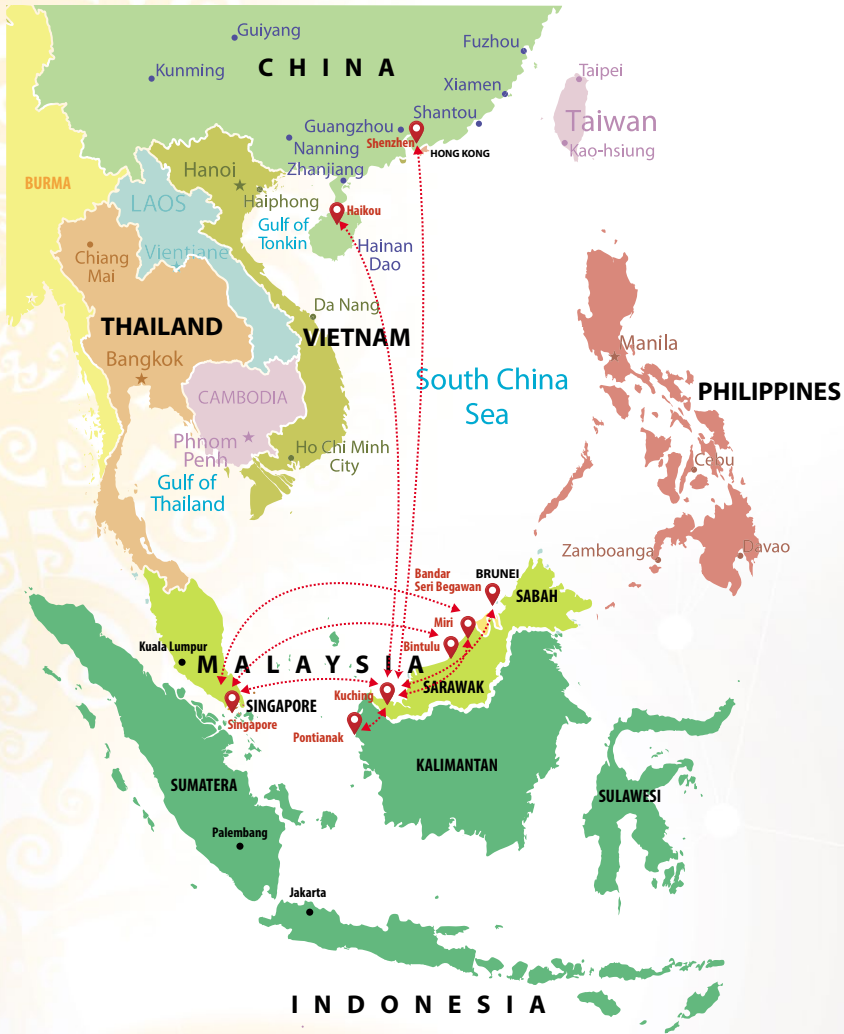 Guiyang
Fuzhou
CHINA
Kunming
Taipei
Xiamen
Shantou
Taiwan
Guangzhou
Shenzhen
Nanning
HONG KONG
Kao-hsiung
Hanoi
Zhanjiang
BURMA
LAOS
Haiphong
Haikou
Gulf of
Tonkin
Hainan
Dao
Vientiane
Chiang
Mai
Da Nang
THAILAND
VIETNAM
Manila
Bangkok
South China
Sea
PHILIPPINES
CAMBODIA
Phnom
Penh
Ho Chi Minh
City
Cebu
Gulf of
Thailand
Zamboanga
Davao
Bandar
Seri Begawan
BRUNEI
SABAH
Miri
Kuala Lumpur
Bintulu
MALAYSIA
SARAWAK
Kuching
SINGAPORE
Singapore
Pontianak
KALIMANTAN
SUMATERA
SULAWESI
Palembang
Jakarta
INDONESIA